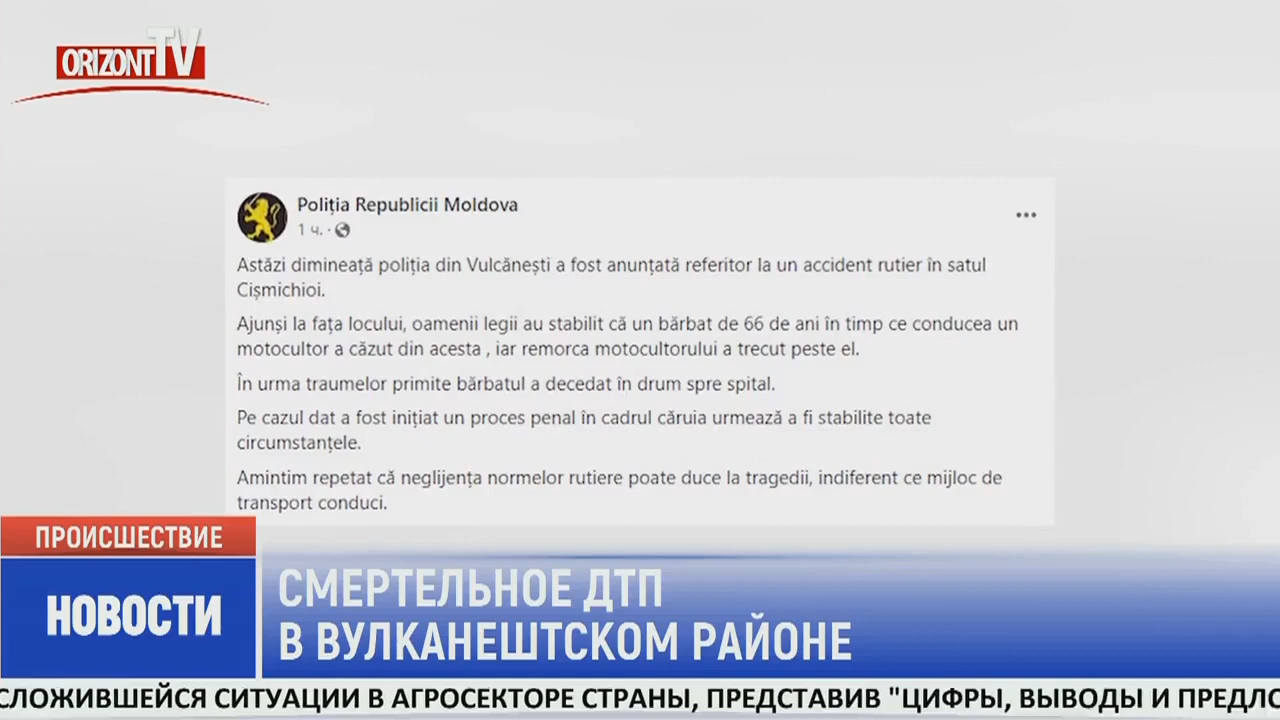 ORIZONT TV
Poliția Republicii Moldova
1 ч. ·
Astăzi dimineață poliția din Vulcănești a fost anunțată referitor la un accident rutier în satul
Cișmichioi.
Ajunși la fața locului, oamenii legii au stabilit că un bărbat de 66 de ani în timp ce conducea un
motocultor a căzut din acesta , iar remorca motocultorului a trecut peste el.
În urma traumelor primite bărbatul a decedat în drum spre spital.
Pe cazul dat a fost inițiat un proces penal în cadrul căruia urmează a fi stabilite toate
circumstanțele.
Amintim repetat că neglijența normelor rutiere poate duce la tragedii, indiferent ce mijloc de
transport conduci.
ПРОИСШЕСТВИЕ
НОВОСТИ
СМЕРТЕЛЬНОЕ ДТП
В ВУЛКАНЕШТСКОМ РАЙОНЕ
СЛОЖИВШЕЙСЯ СИТУАЦИИ В АГРОСЕКТОРЕ СТРАНЫ, ПРЕДСТАВИВ "ЦИФРЫ, ВЫВОДЫ И ПРЕДЛО